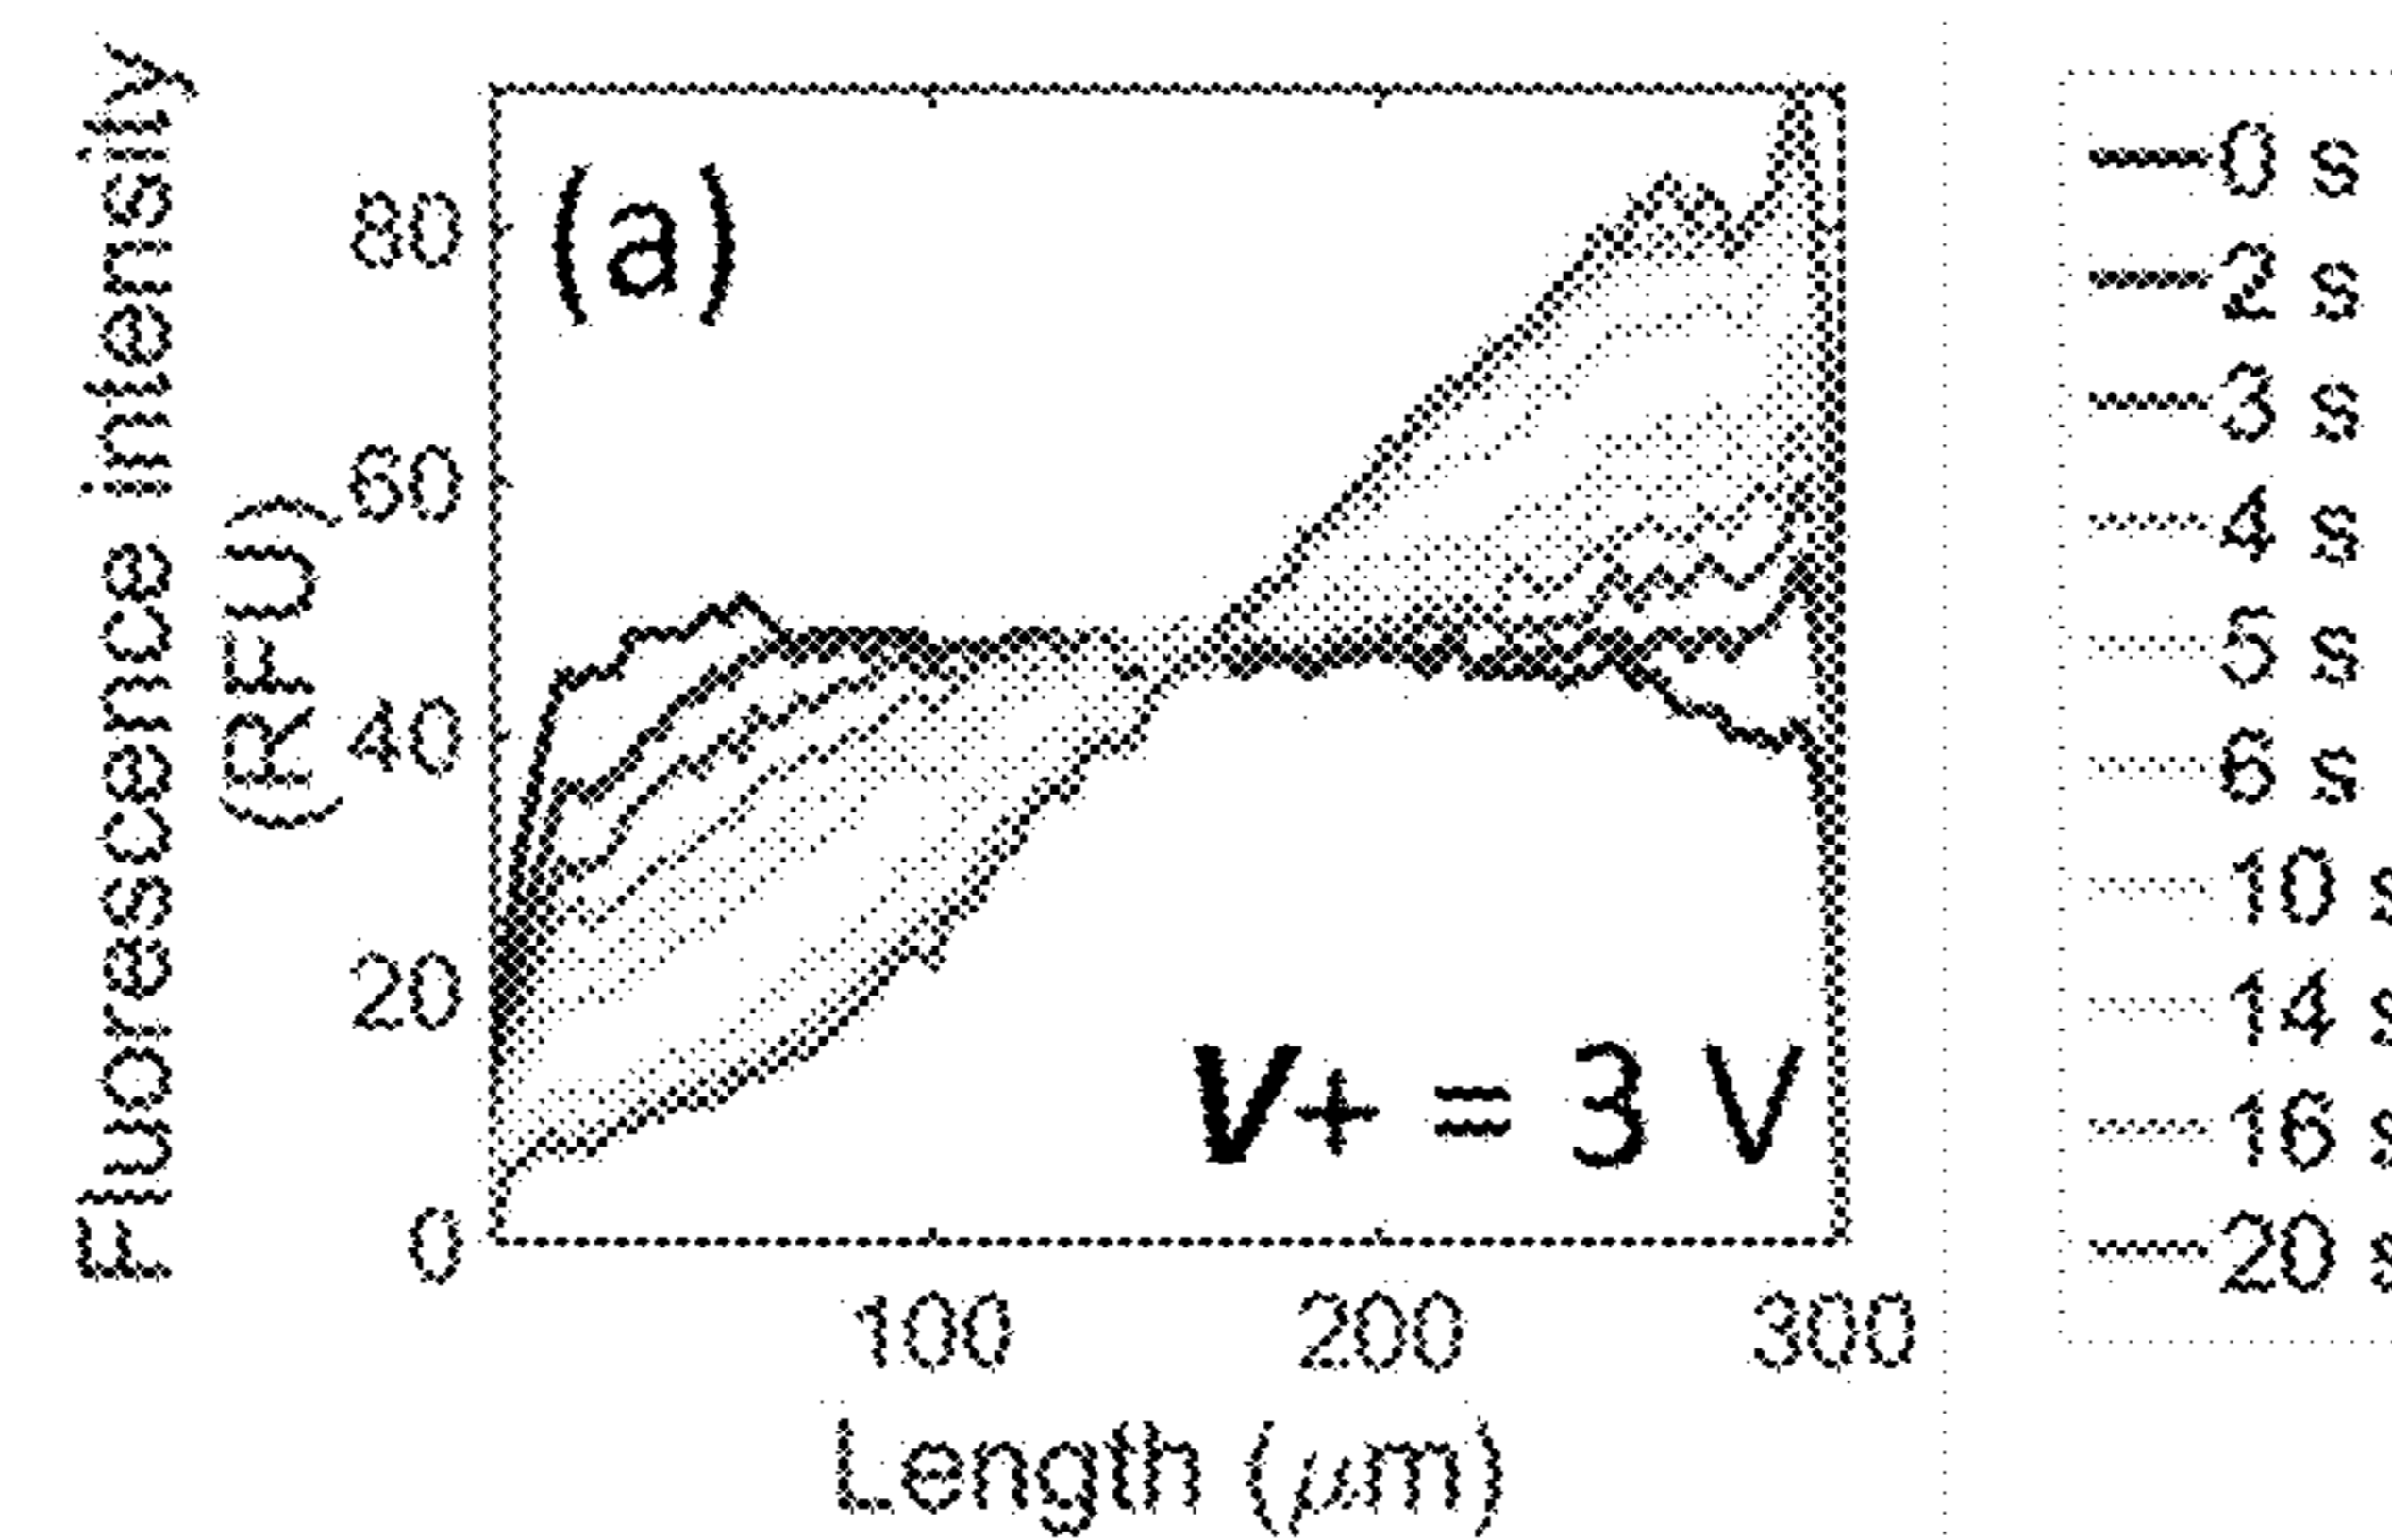 Fluorescence intensity
(RFU)
80
60
40
20
0
(a)
V+ = 3 V
100 200 300
Length (μm)
0 s
2 s
3 s
4 s
5 s
6 s
10 s
14 s
16 s
20 s